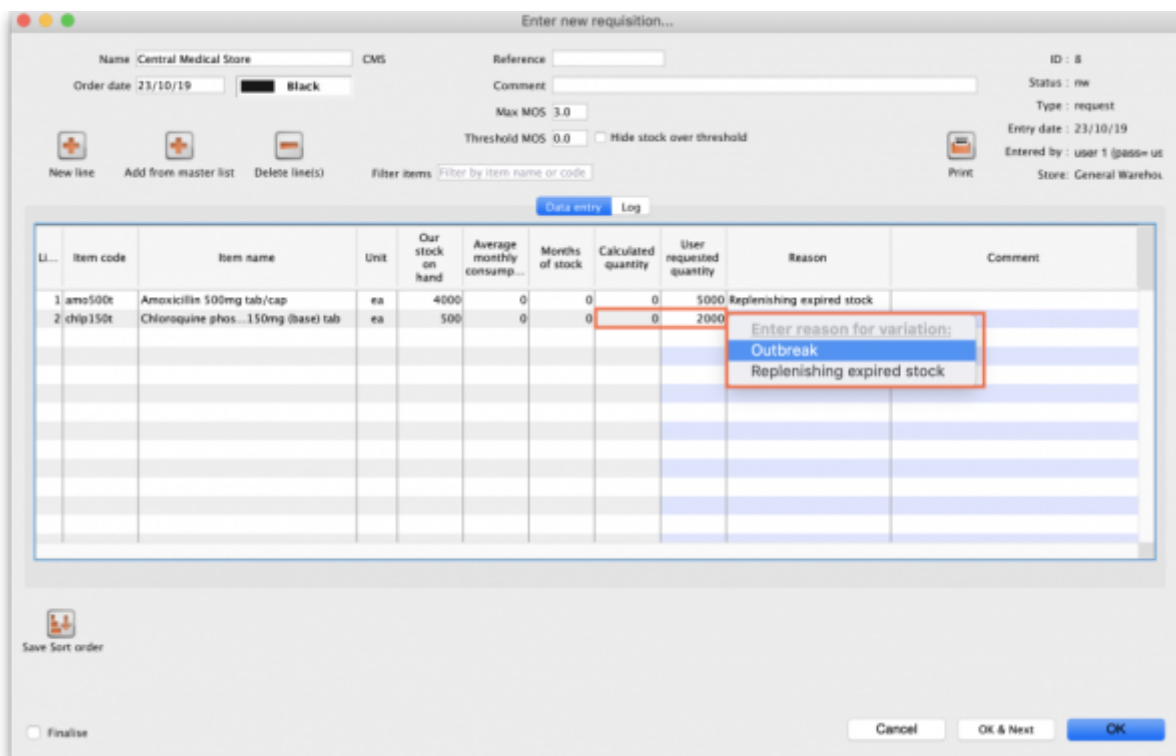 Enter new requisition...
Name Central Medical Store CMS Reference ID : 8
Order date 23/10/19 Black Comment Status : nw
Max MOS 3.0 Type : request
Threshold MOS 0.0 Hide stock over threshold Entry date : 23/10/19
Entered by : user 1 (pass= us
New line Add from master list Delete line(s) Filter items Filter by item name or code Print Store: General Warehou
Data entry Log
Li... Item code Item name Unit Our stock on hand Average monthly consump... Months of stock Calculated quantity User requested quantity Reason Comment
1 amo500t Amoxicillin 500mg tab/cap ea 4000 0 0 0 5000 Replenishing expired stock
2 chlp150t Chloroquine phos...150mg (base) tab ea 500 0 0 0 2000
Enter reason for variation:
Outbreak
Replenishing expired stock
Save Sort order
Finalise Cancel OK & Next OK